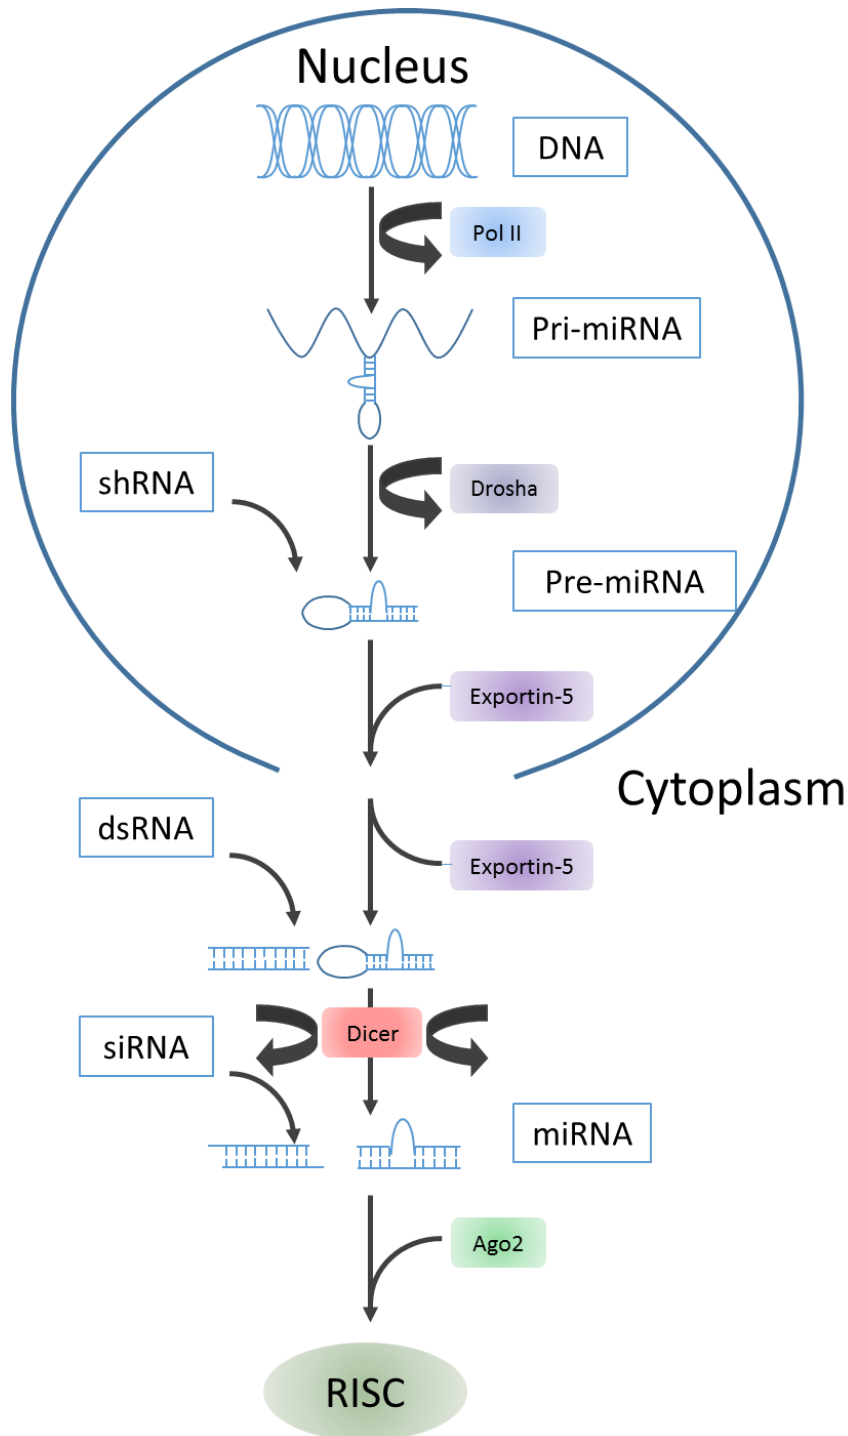 Nucleus
DNA
Pol II
Pri-miRNA
shRNA
Drosha
Pre-miRNA
Exportin-5
Cytoplasm
dsRNA
Exportin-5
Dicer
siRNA
miRNA
Ago2
RISC